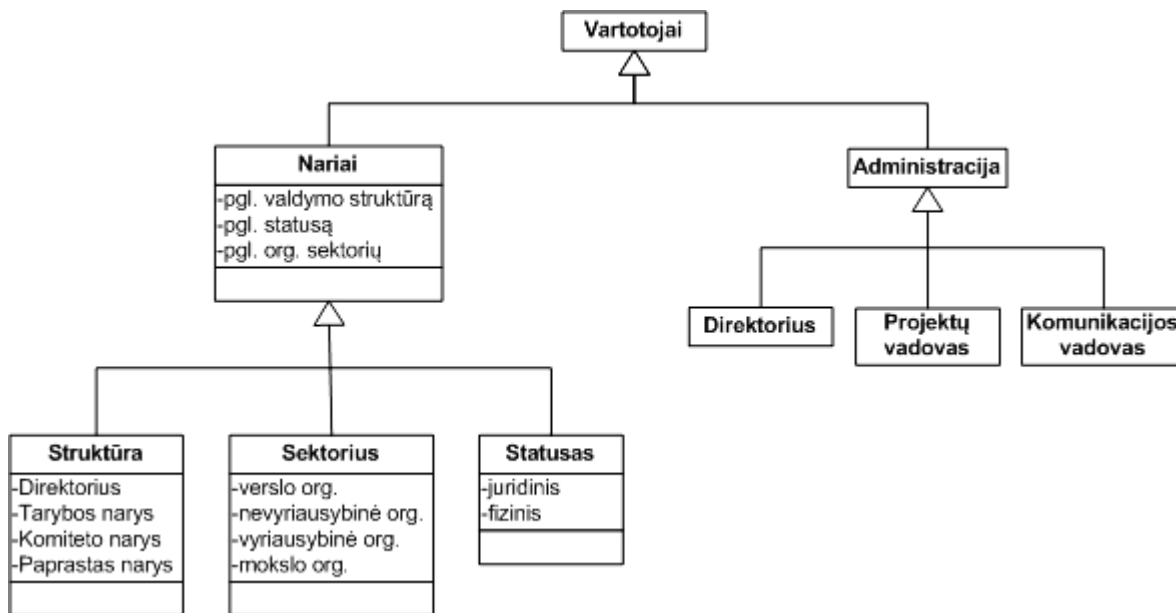 Vartotojai
Nariai
-pgl. valdymo struktūrą
-pgl. statusą
-pgl. org. sektorių
Administracija
Direktorius
Projektų
vadovas
Komunikacijos
vadovas
Struktūra
-Direktorius
-Tarybos narys
-Komiteto narys
-Paprastas narys
Sektorius
-verslo org.
-nevyriausybinė org.
-vyriausybinė org.
-mokslo org.
Statusas
-juridinis
-fizinis